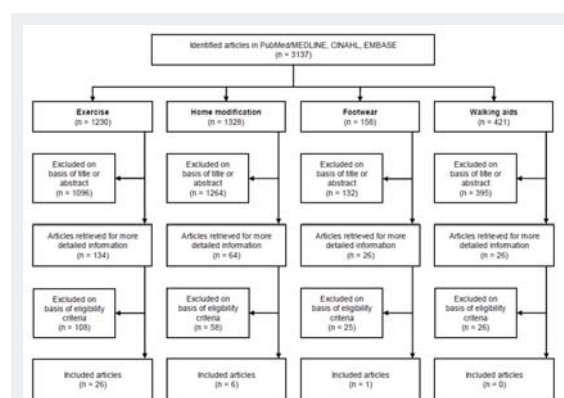 Identified articles in PubMed/MEDLINE, CINAHL, EMBASE
(n = 3137)
Exercise
(n = 1230)
Home modification
(n = 1328)
Footwear
(n = 158)
Walking aids
(n = 421)
Excluded on
basis of title or
abstract
(n = 1096)
Excluded on
basis of title or
abstract
(n = 1264)
Excluded on
basis of title or
abstract
(n = 132)
Excluded on
basis of title or
abstract
(n = 395)
Articles retrieved for more
detailed information
(n = 134)
Articles retrieved for more
detailed information
(n = 64)
Articles retrieved for more
detailed information
(n = 26)
Articles retrieved for more
detailed information
(n = 26)
Excluded on
basis of eligibility
criteria
(n = 108)
Excluded on
basis of eligibility
criteria
(n = 58)
Excluded on
basis of eligibility
criteria
(n = 25)
Excluded on
basis of eligibility
criteria
(n = 26)
Included articles
(n = 26)
Included articles
(n = 6)
Included articles
(n = 1)
Included articles
(n = 0)